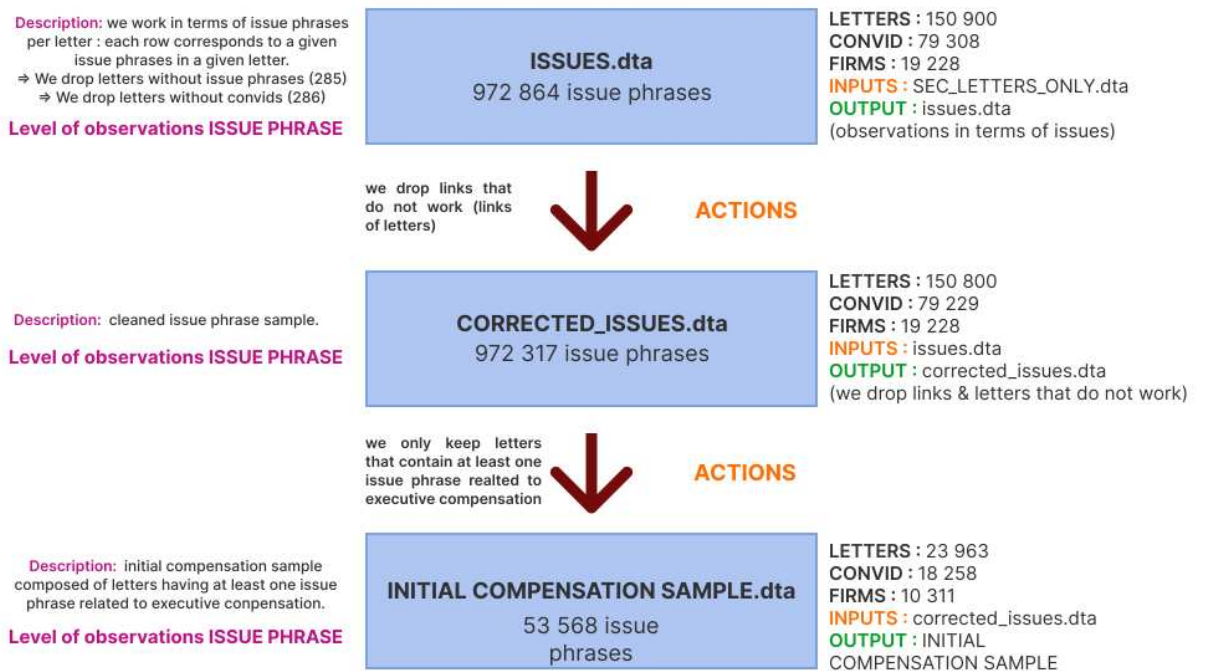 Description: we work in terms of issue phrases
per letter : each row corresponds to a given
issue phrases in a given letter.
⇒ We drop letters without issue phrases (285)
⇒ We drop letters without convids (286)
Level of observations ISSUE PHRASE
ISSUES.dta
972 864 issue phrases
LETTERS : 150 900
CONVID : 79 308
FIRMS : 19 228
INPUTS : SEC_LETTERS_ONLY.dta
OUTPUT : issues.dta
(observations in terms of issues)
we drop links that
do not work (links
of letters)
ACTIONS
Description: cleaned issue phrase sample.
Level of observations ISSUE PHRASE
CORRECTED_ISSUES.dta
972 317 issue phrases
LETTERS : 150 800
CONVID : 79 229
FIRMS : 19 228
INPUTS : issues.dta
OUTPUT : corrected_issues.dta
(we drop links & letters that do not work)
we only keep letters
that contain at least one
issue phrase realted to
executive compensation
ACTIONS
Description: initial compensation sample
composed of letters having at least one issue
phrase related to executive conpensation.
Level of observations ISSUE PHRASE
INITIAL COMPENSATION SAMPLE.dta
53 568 issue
phrases
LETTERS : 23 963
CONVID : 18 258
FIRMS : 10 311
INPUTS : corrected_issues.dta
OUTPUT : INITIAL
COMPENSATION SAMPLE